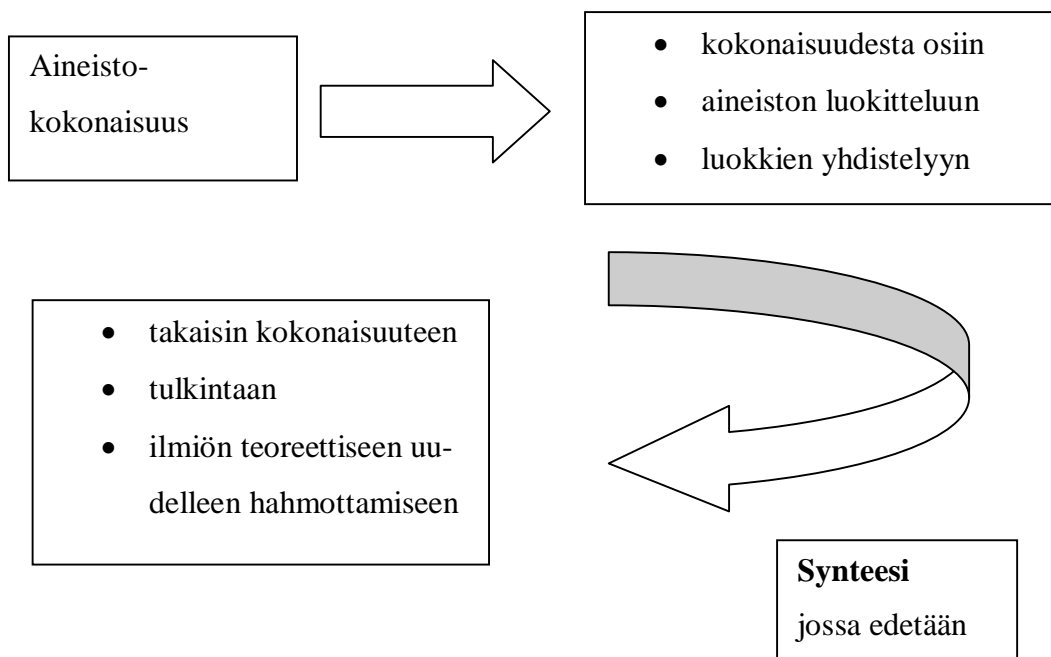 Aineisto-
kokonaisuus
• kokonaisuudesta osiin
• aineiston luokitteluun
• luokkien yhdistelyyn
• takaisin kokonaisuuteen
• tulkintaan
• ilmiön teoreettiseen uu-
delleen hahmottamiseen
Synteesi
jossa edetään